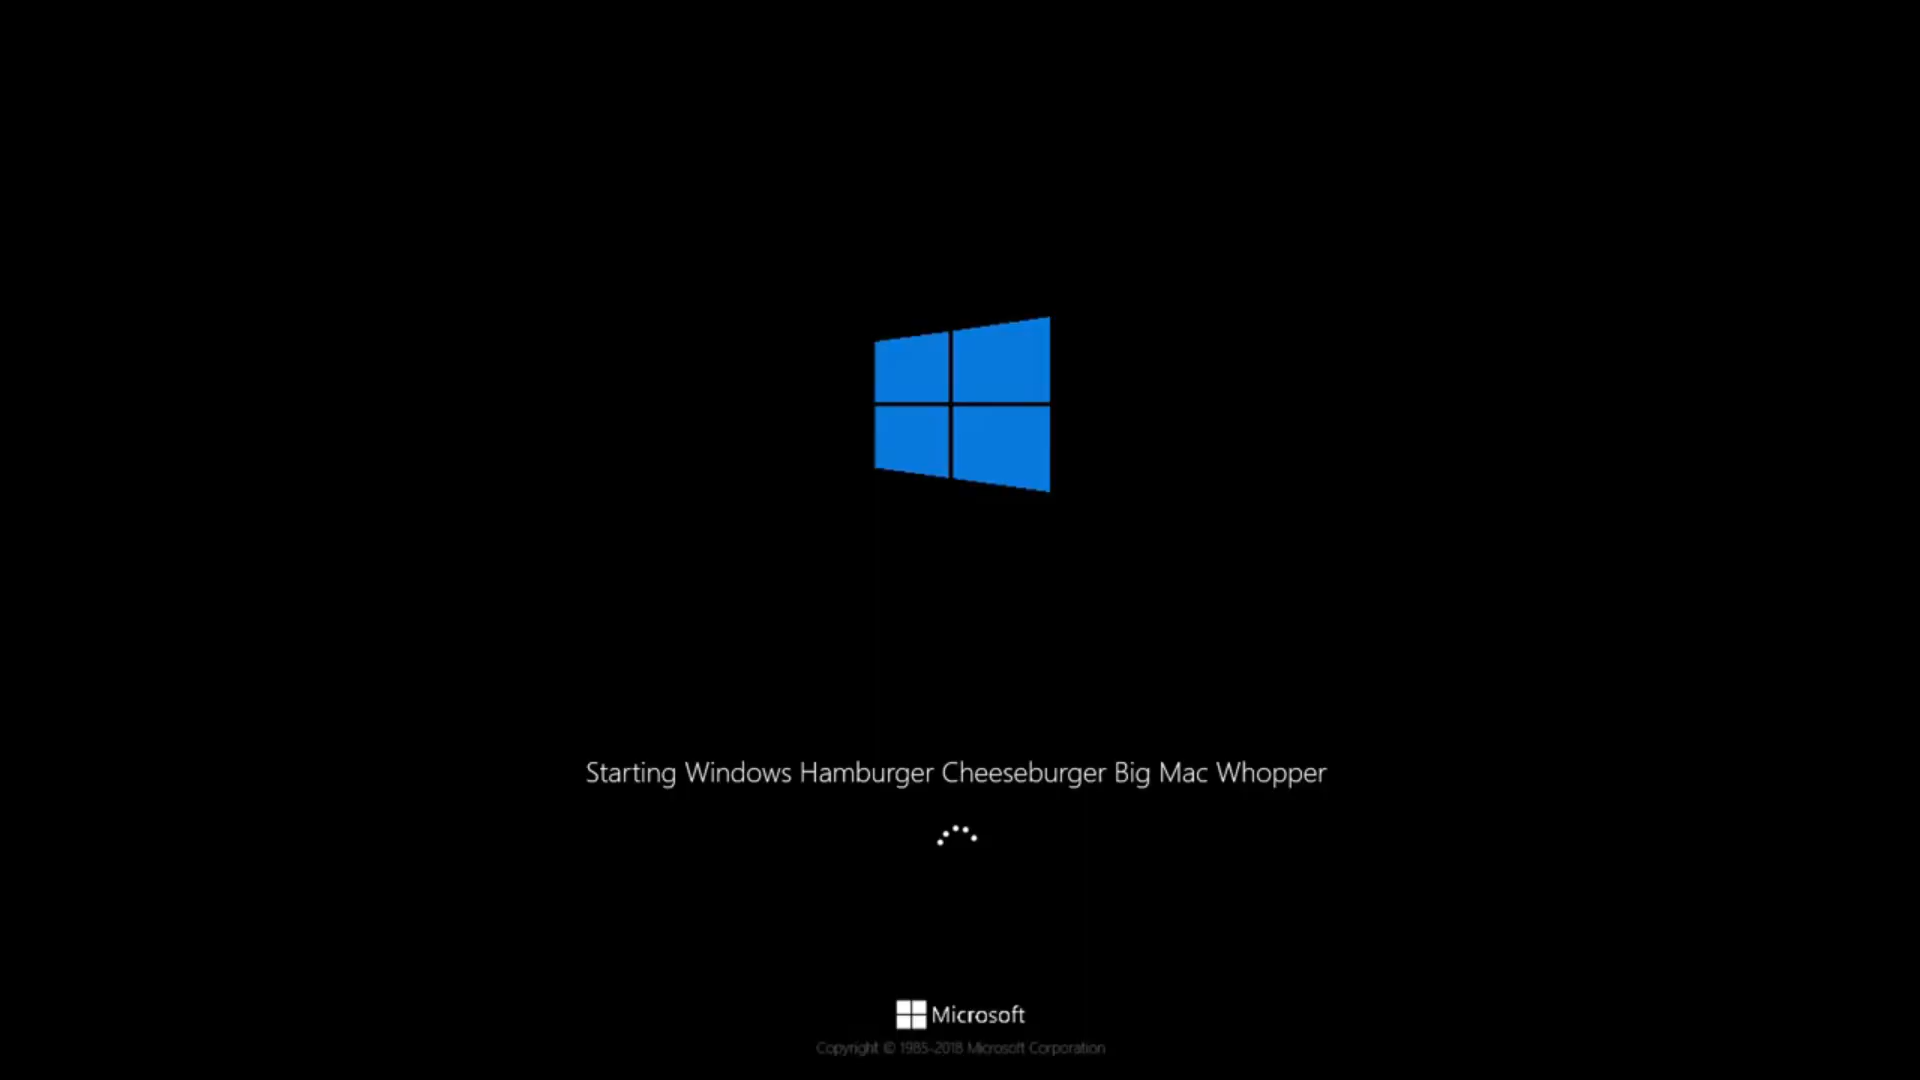 Starting Windows Hamburger Cheeseburger Big Mac Whopper
Microsoft
Copyright © 1985-2018 Microsoft Corporation